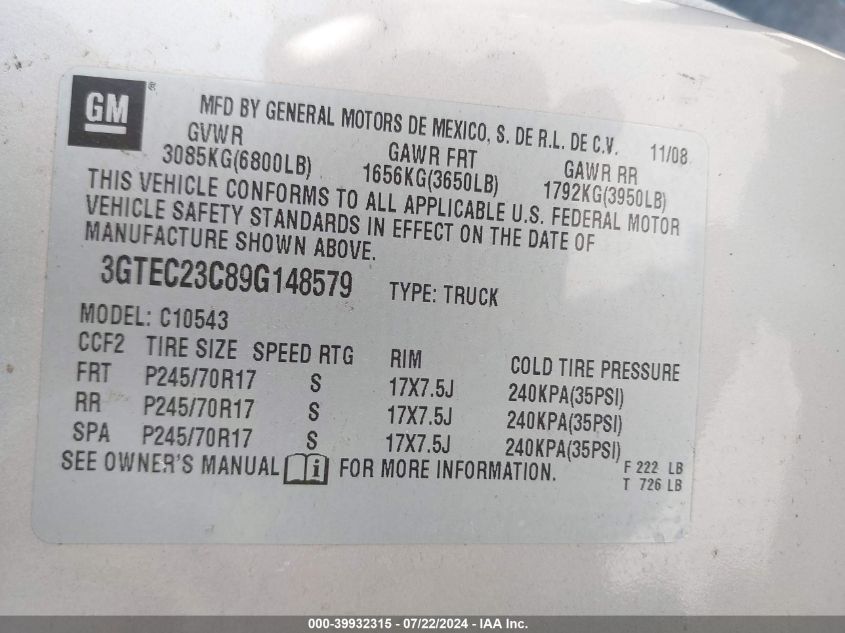 GM ®
MFD BY GENERAL MOTORS DE MEXICO, S. DE R.L. DE C.V. 11/08
GVWR GAWR FRT GAWR RR
3085KG(6800LB) 1656KG(3650LB) 1792KG(3950LB)
THIS VEHICLE CONFORMS TO ALL APPLICABLE U.S. FEDERAL MOTOR
VEHICLE SAFETY STANDARDS IN EFFECT ON THE DATE OF
MANUFACTURE SHOWN ABOVE.
3GTEC23C89G148579 TYPE: TRUCK
MODEL: C10543
CCF2 TIRE SIZE SPEED RTG RIM COLD TIRE PRESSURE
FRT P245/70R17 S 17X7.5J 240KPA(35PSI)
RR P245/70R17 S 17X7.5J 240KPA(35PSI)
SPA P245/70R17 S 17X7.5J 240KPA(35PSI)
SEE OWNER'S MANUAL i FOR MORE INFORMATION.
F 222 LB
T 726 LB
000-39932315 - 07/22/2024 - IAA Inc.